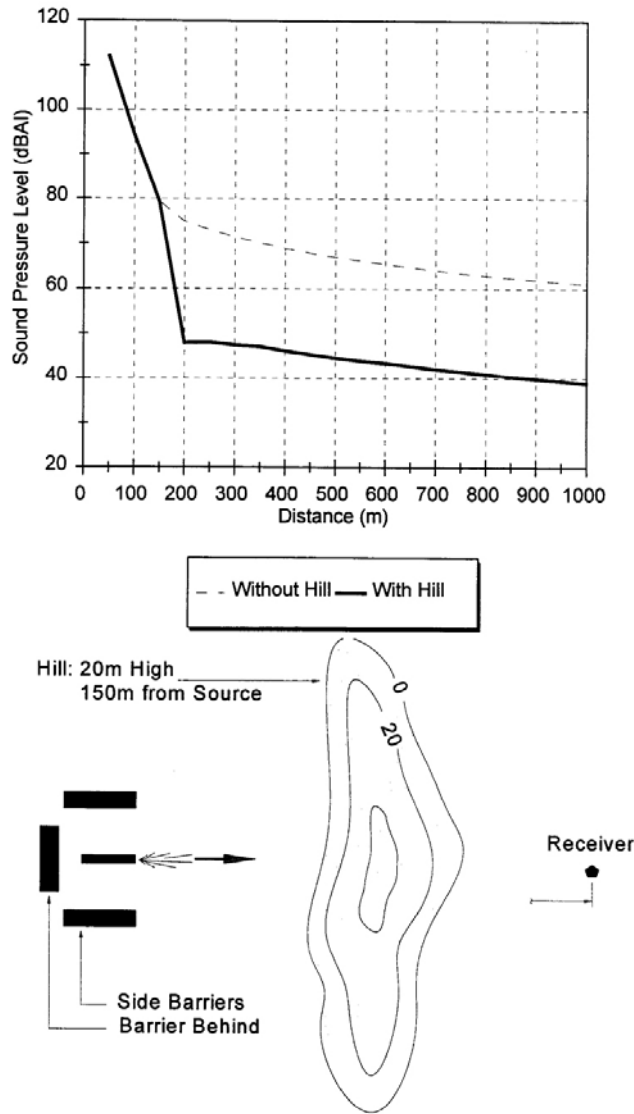 120
100
80
60
40
20
Sound Pressure Level (dBAI)
0 100 200 300 400 500 600 700 800 900 1000
Distance (m)
Without Hill With Hill
Hill: 20m High
150m from Source
0
20
Receiver
Side Barriers
Barrier Behind